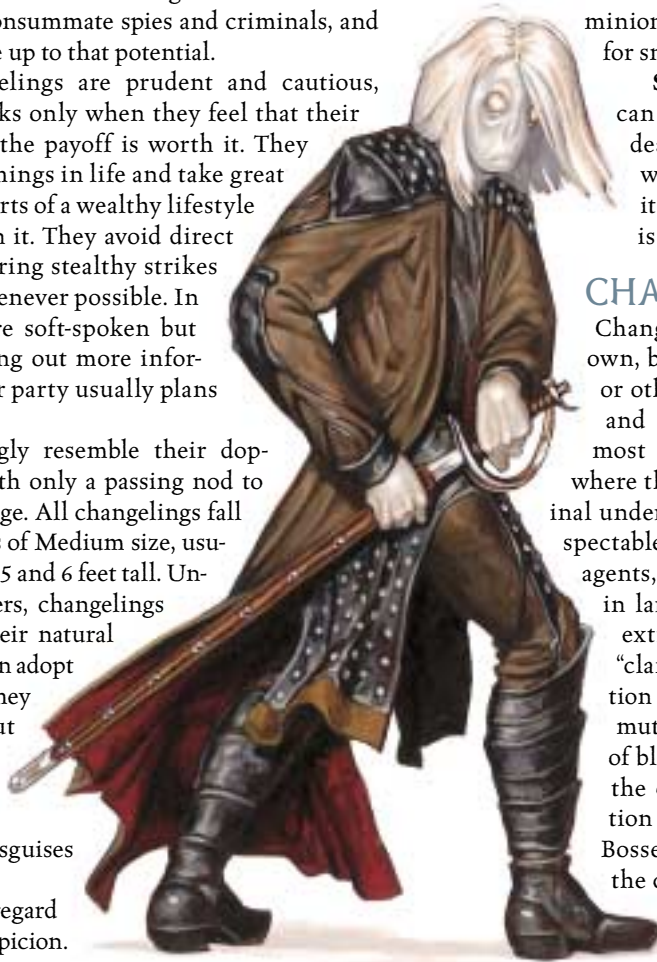 onsummate spies and criminals, and
e up to that potential.
elings are prudent and cautious,
ks only when they feel that their
the payoff is worth it. They
nings in life and take great
rts of a wealthy lifestyle
n it. They avoid direct
ring stealthy strikes
enever possible. In
re soft-spoken but
ng out more infor-
r party usually plans
gly resemble their dop-
th only a passing nod to
ge. All changelings fall
s of Medium size, usu-
5 and 6 feet tall. Un-
ers, changelings
eir natural
n adopt
hey
ut
sguises
regard
picion.
minion
for sn
S
can
des
w
it
is
CHA
Chang
own, b
or oth
and
most
where th
inal under
spectable
agents,
in lar
ext
“clai
tion
mut
of bl
the
tion
Bosse
the c